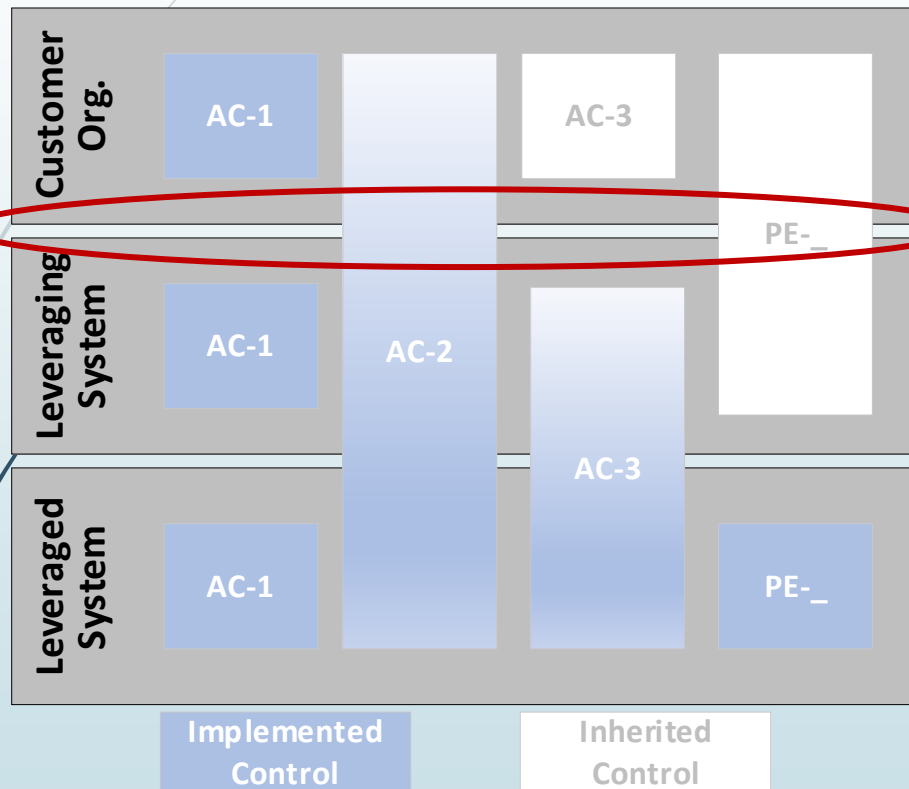 Customer
Org.
AC-1
AC-3
PE-_
Leveraging
System
AC-1
AC-2
AC-3
Leveraged
System
AC-1
PE-_
Implemented
Control
Inherited
Control